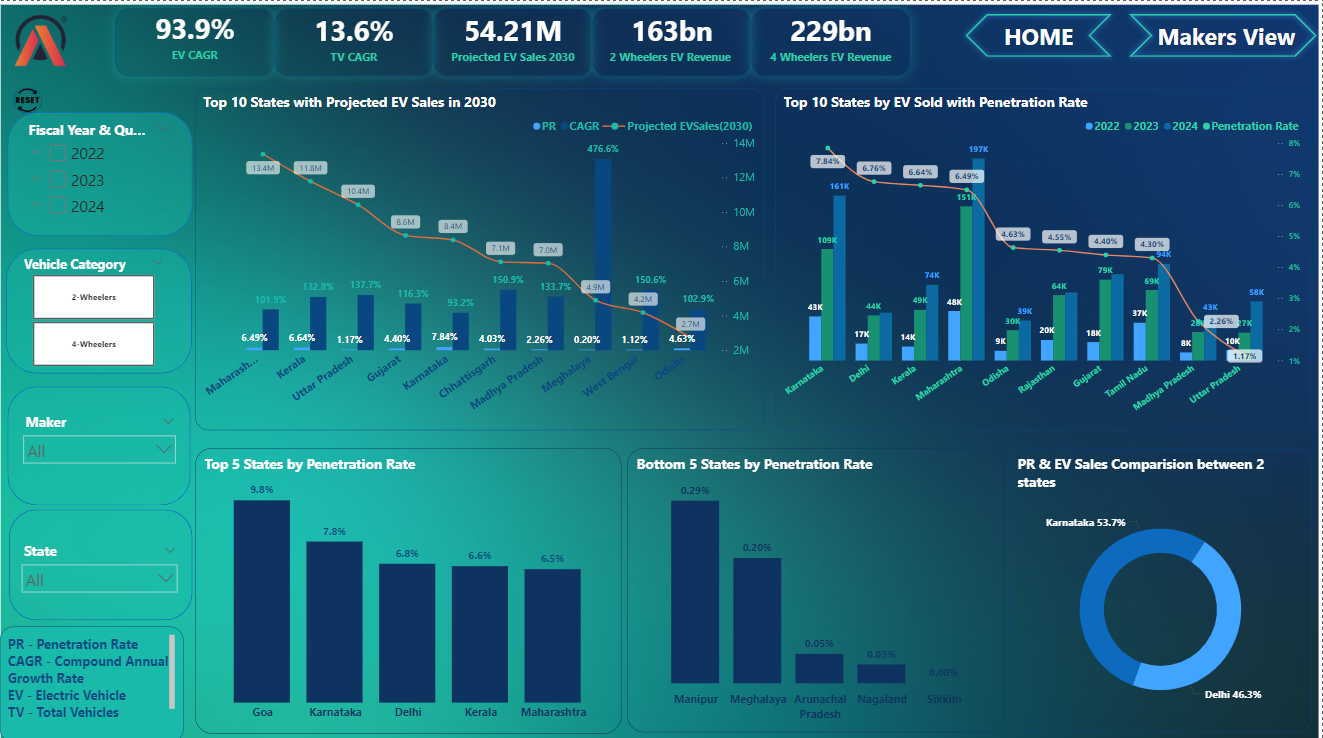 93.9%
EV CAGR
13.6%
TV CAGR
54.21M
Projected EV Sales 2030
163bn
2 Wheelers EV Revenue
229bn
4 Wheelers EV Revenue
HOME
Makers View
RESET
Fiscal Year & Qu...
2022
2023
2024
Vehicle Category
2-Wheelers
4-Wheelers
Maker
All
State
All
PR - Penetration Rate
CAGR - Compound Annual
Growth Rate
EV - Electric Vehicle
TV - Total Vehicles
Top 10 States with Projected EV Sales in 2030
PR CAGR Projected EVSales(2030)
14M
12M
10M
8M
6M
4M
2M
13.4M
11.8M
10.4M
8.6M
8.4M
7.1M
7.0M
4.9M
4.2M
2.7M
101.9%
132.8%
137.7%
116.3%
93.2%
150.9%
133.7%
476.6%
150.6%
102.9%
6.49%
6.64%
1.17%
4.40%
7.84%
4.03%
2.26%
0.20%
1.12%
4.63%
Maharash...
Kerala
Uttar Pradesh
Gujarat
Karnataka
Chhattisgarh
Madhya Pradesh
Meghalaya
West Bengal
Odisha
Top 10 States by EV Sold with Penetration Rate
2022 2023 2024 Penetration Rate
8%
7%
6%
5%
4%
3%
2%
1%
7.84%
6.76%
6.64%
6.49%
4.63%
4.55%
4.40%
4.30%
2.26%
1.17%
43K
109K
161K
17K
44K
14K
49K
74K
48K
151K
197K
9K
30K
39K
20K
64K
18K
79K
37K
69K
94K
8K
28K
43K
10K
27K
58K
Karnataka
Delhi
Kerala
Maharashtra
Odisha
Rajasthan
Gujarat
Tamil Nadu
Madhya Pradesh
Uttar Pradesh
Top 5 States by Penetration Rate
9.8%
7.8%
6.8%
6.6%
6.5%
Goa
Karnataka
Delhi
Kerala
Maharashtra
Bottom 5 States by Penetration Rate
0.29%
0.20%
0.05%
0.03%
0.00%
Manipur
Meghalaya
Arunachal
Pradesh
Nagaland
Sikkim
PR & EV Sales Comparision between 2
states
Karnataka 53.7%
Delhi 46.3%